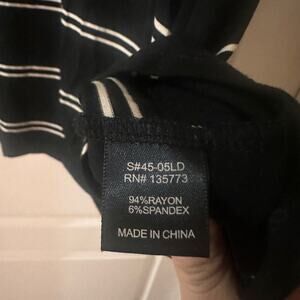 S#45-05LD
RN# 135773
94%RAYON
6%SPANDEX
MADE IN CHINA